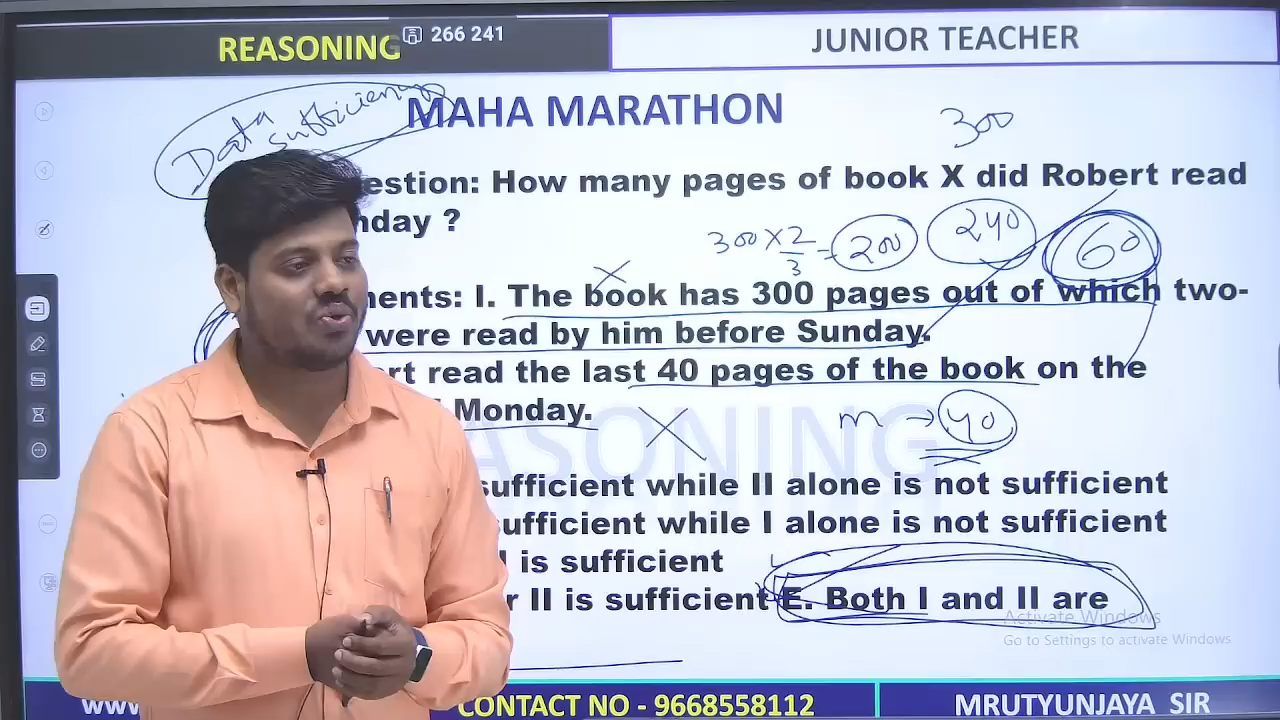 REASONING
266 241
JUNIOR TEACHER
Data
sufficiency
MAHA MARATHON
300
estion: How many pages of book X did Robert read
nday ?
300 × 2/3 = 200 240 60
ments: I. The book has 300 pages out of which two-
were read by him before Sunday.
rt read the last 40 pages of the book on the
Monday.
m → 40
REASONING
sufficient while II alone is not sufficient
sufficient while I alone is not sufficient
I is sufficient
r II is sufficient E. Both I and II are
Activate Windows
Go to Settings to activate Windows
www
CONTACT NO - 9668558112
MRUTYUNJAYA SIR